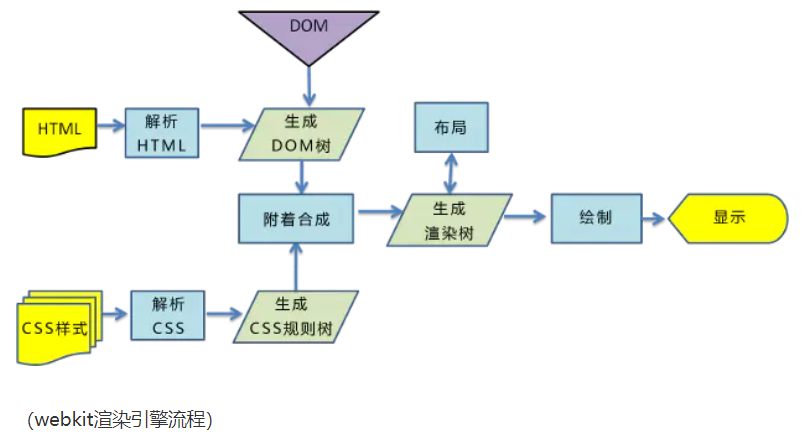 DOM
HTML
解析
HTML
生成
DOM树
布局
附着合成
生成
渲染树
绘制
显示
CSS样式
解析
CSS
生成
CSS规则树
(webkit渲染引擎流程)